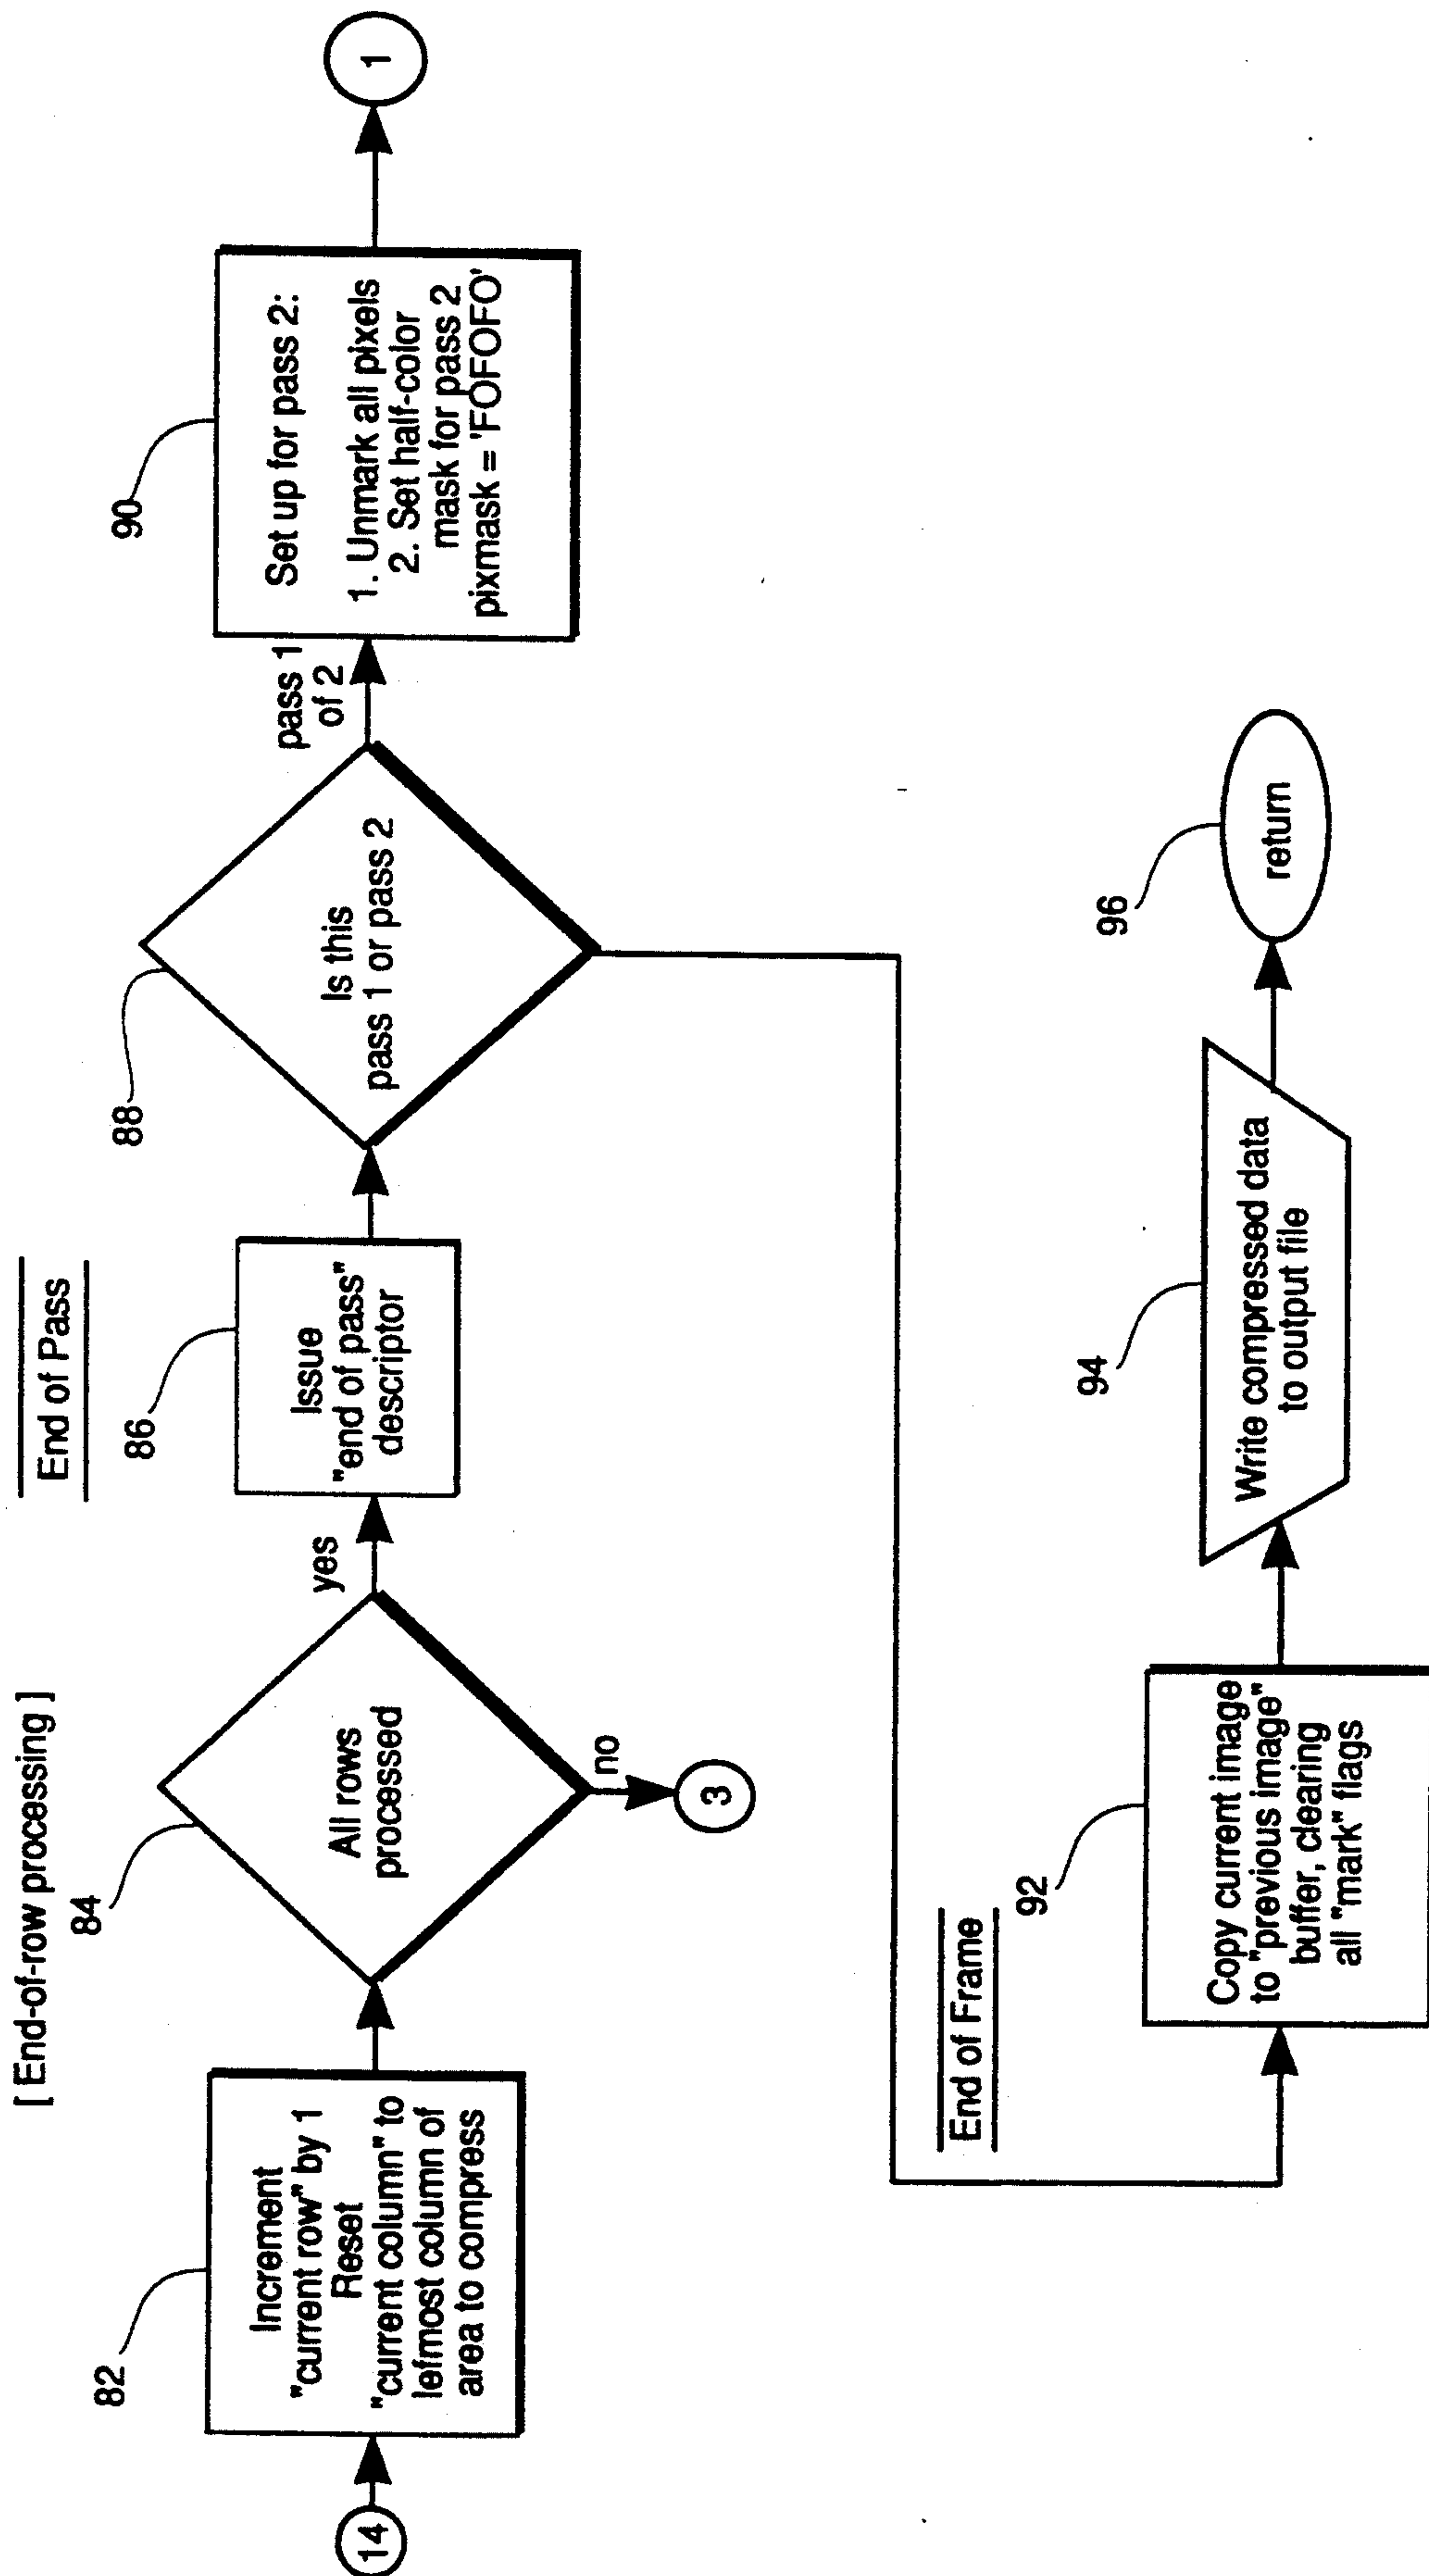 [ End-of-row processing ]
End of Pass
14
82
Increment
"current row" by 1
Reset
"current column" to
lefmost column of
area to compress
84
All rows
processed
yes
no
3
86
Issue
"end of pass"
descriptor
88
Is this
pass 1 or pass 2
pass 1
of 2
90
Set up for pass 2:
1. Unmark all pixels
2. Set half-color
mask for pass 2
pixmask = 'FOFOFO'
1
End of Frame
92
Copy current image
to "previous image"
buffer, clearing
all "mark" flags
94
Write compressed data
to output file
96
return